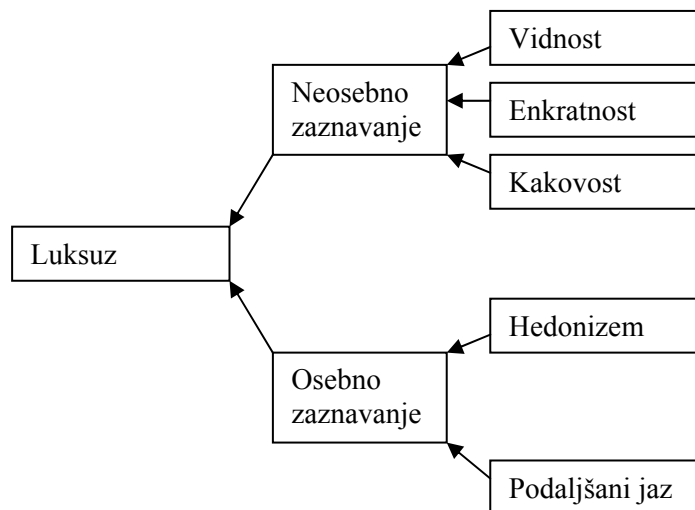 Vidnost
Neosebno
zaznavanje
Enkratnost
Kakovost
Luksuz
Hedonizem
Osebno
zaznavanje
Podaljšani jaz